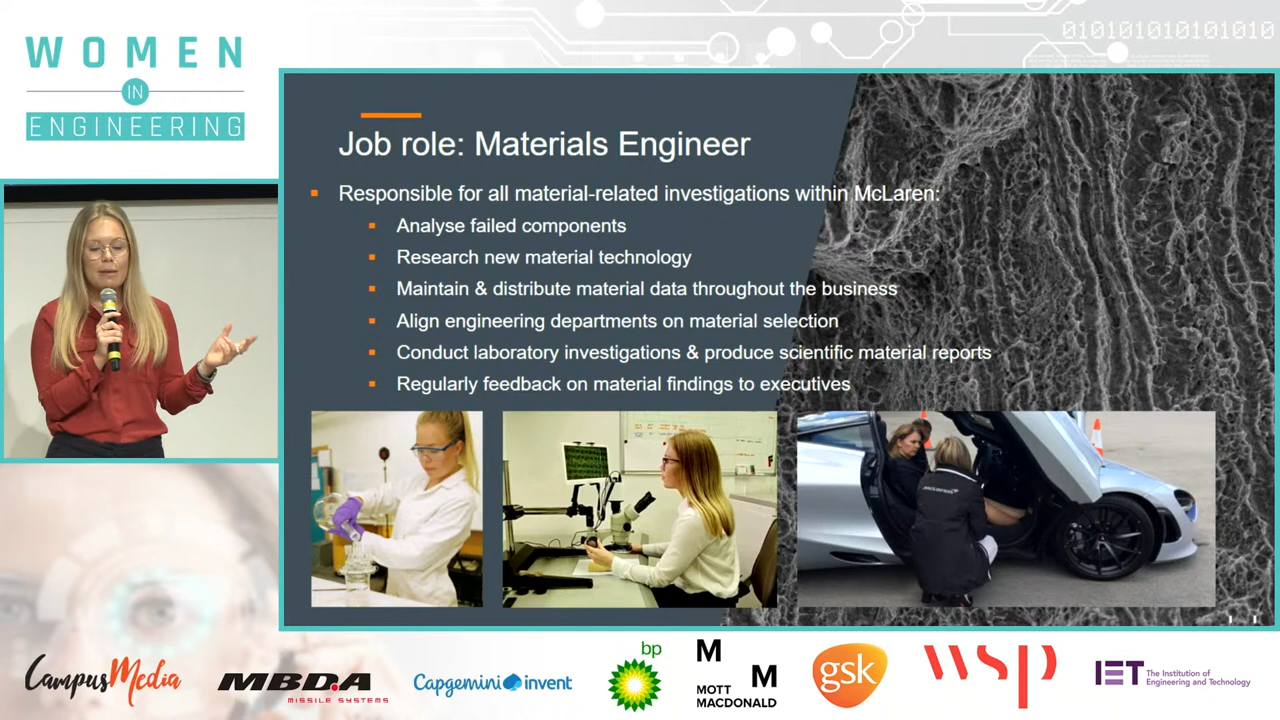 WOMEN
IN
ENGINEERING
010101010101010
Job role: Materials Engineer
Responsible for all material-related investigations within McLaren:
Analyse failed components
Research new material technology
Maintain & distribute material data throughout the business
Align engineering departments on material selection
Conduct laboratory investigations & produce scientific material reports
Regularly feedback on material findings to executives
McLaren
CampusMedia
MBDA
MISSILE SYSTEMS
Capgemini invent
bp
M
M
MOTT
MACDONALD
gsk
wsp
IET
The Institution of
Engineering and Technology